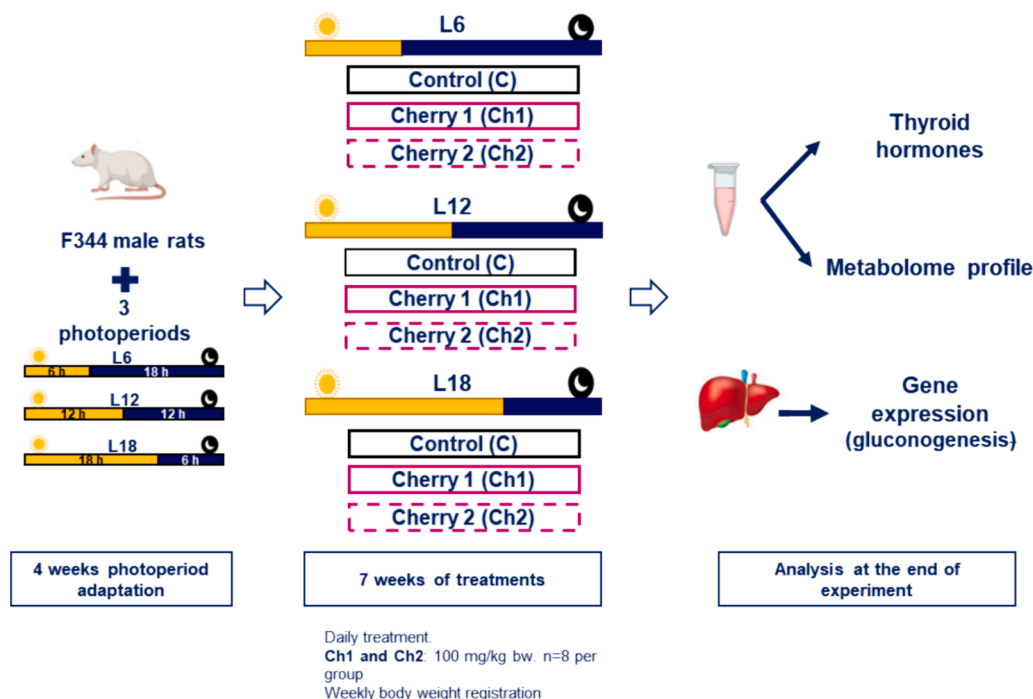 F344 male rats
3
photoperiods
L6
6 h 18 h
L12
12 h 12 h
L18
18 h 6 h
4 weeks photoperiod
adaptation
L6
Control (C)
Cherry 1 (Ch1)
Cherry 2 (Ch2)
L12
Control (C)
Cherry 1 (Ch1)
Cherry 2 (Ch2)
L18
Control (C)
Cherry 1 (Ch1)
Cherry 2 (Ch2)
7 weeks of treatments
Daily treatment.
Ch1 and Ch2: 100 mg/kg bw. n=8 per
group
Weekly body weight registration
Thyroid
hormones
Metabolome profile
Gene
expression
(gluconogenesis)
Analysis at the end of
experiment